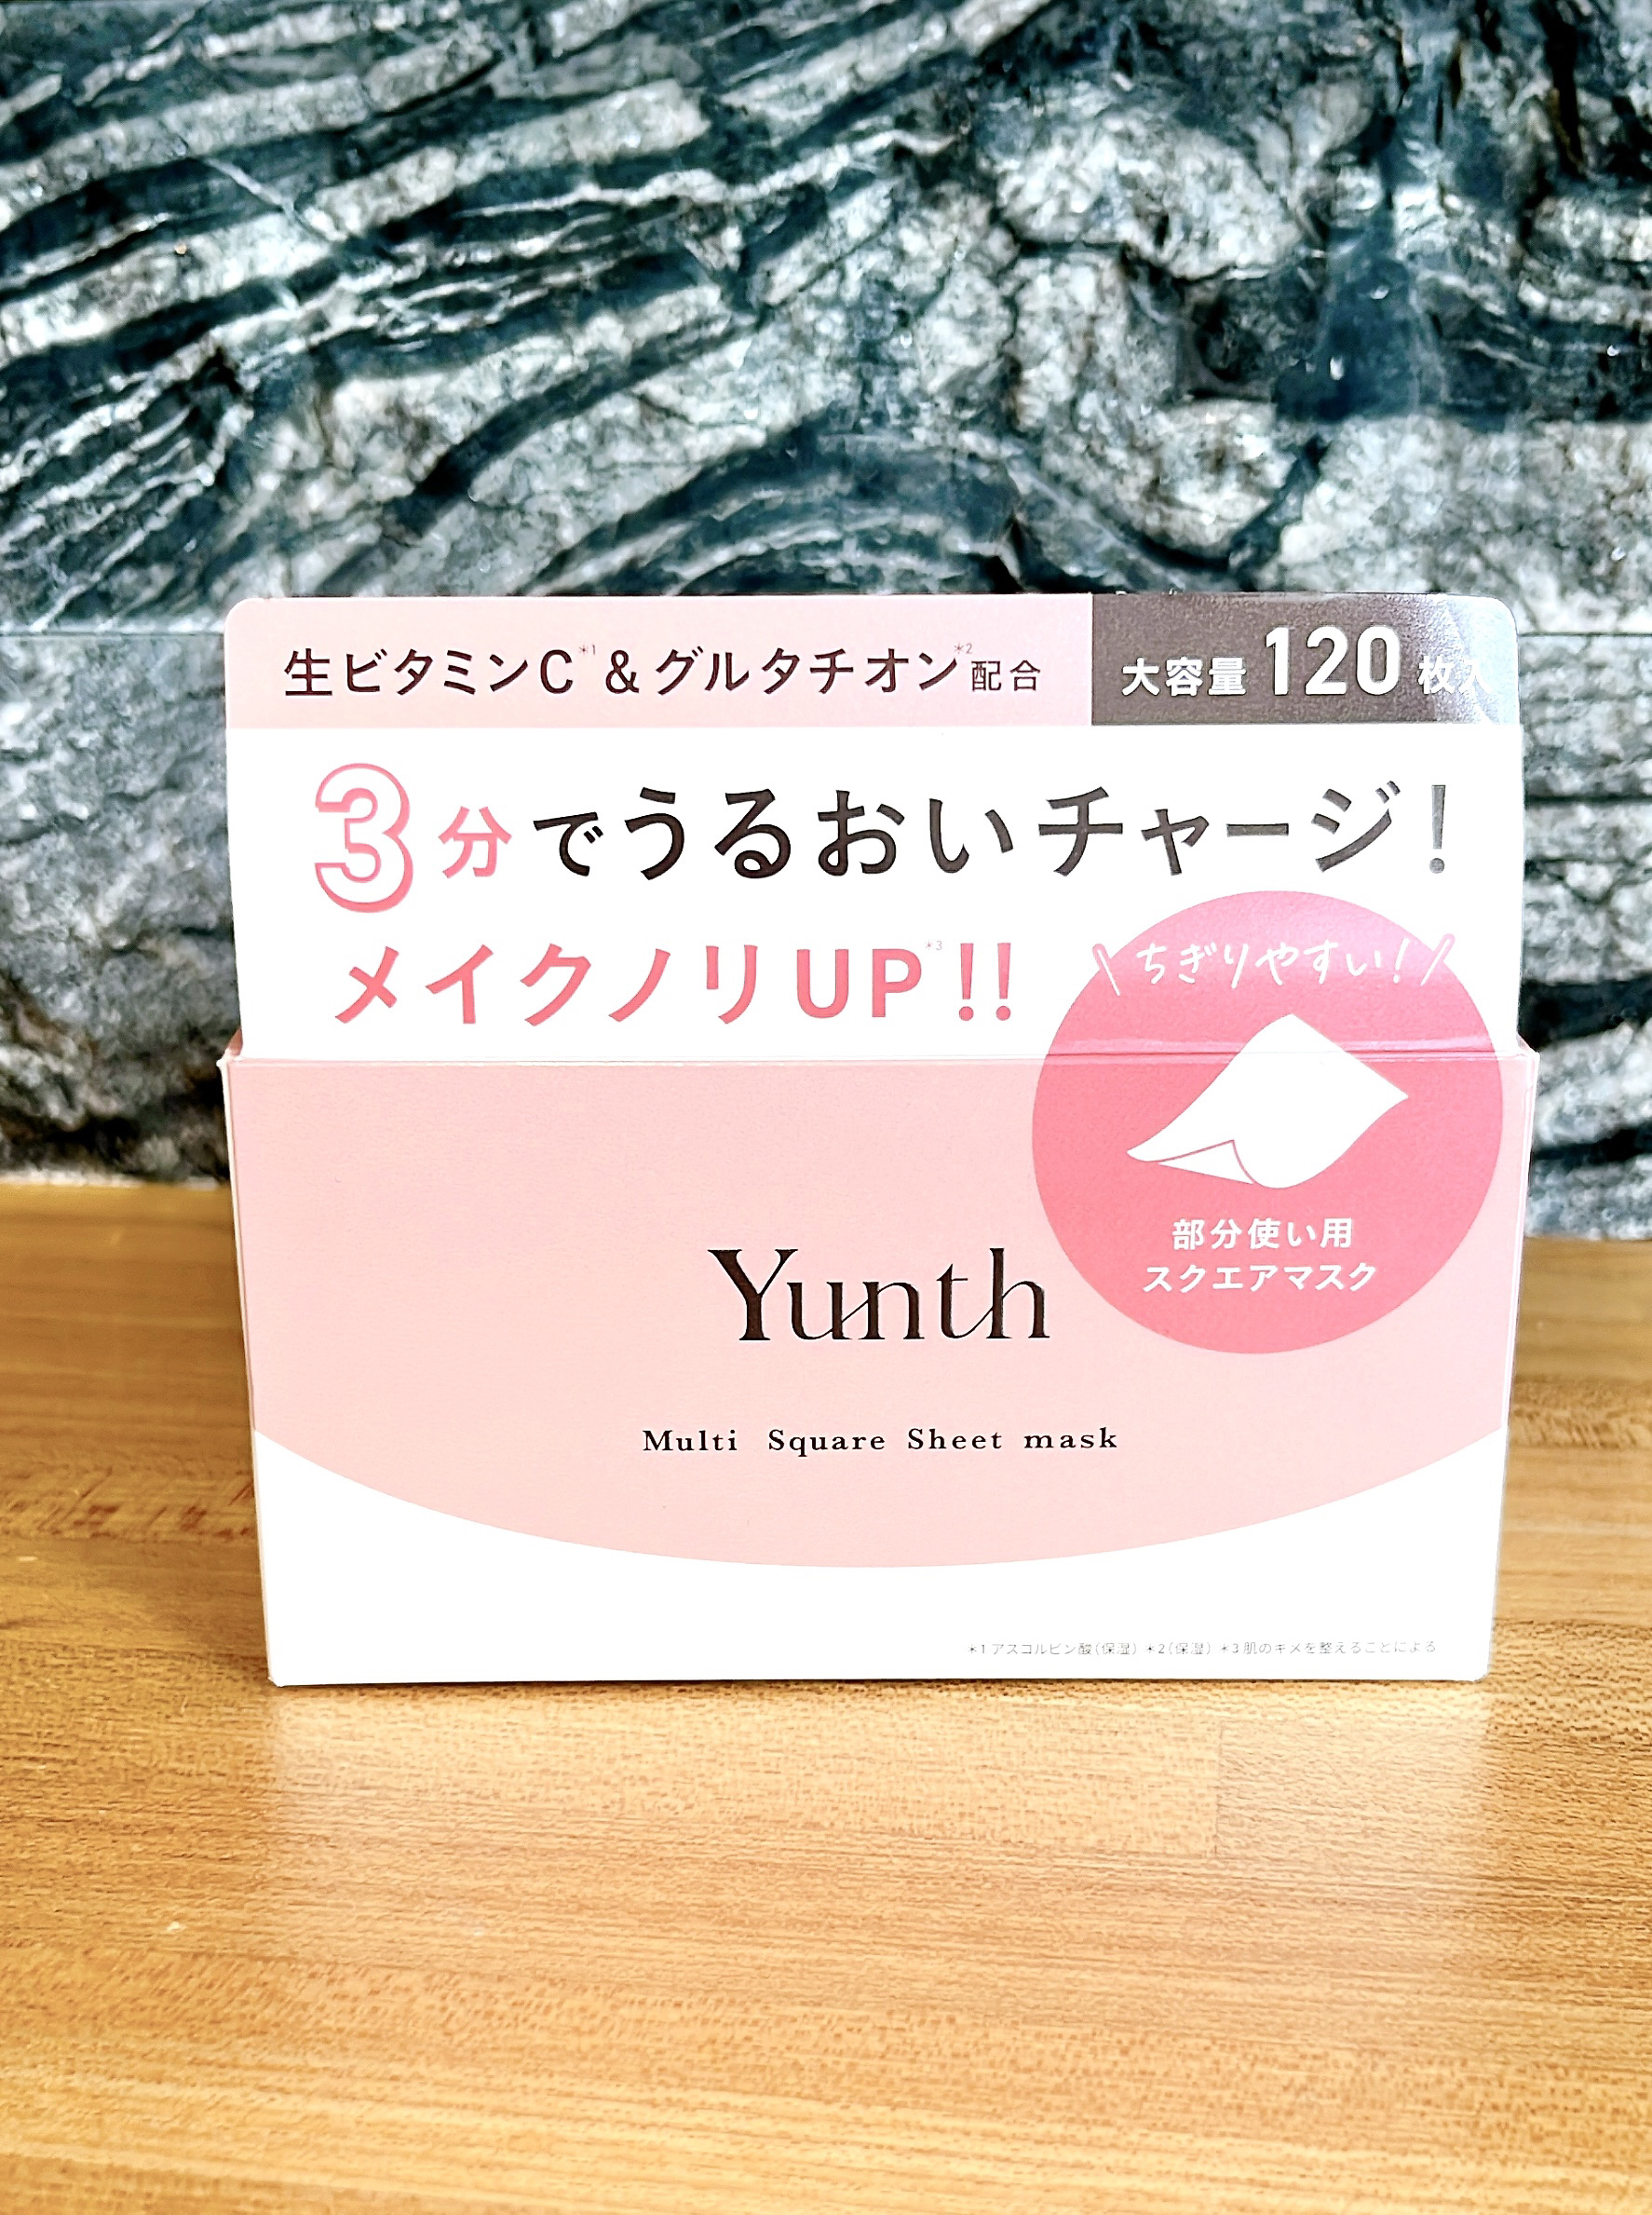 生ビタミンC*1&グルタチオン*2配合
大容量120枚入
3分でうるおいチャージ!
メイクノリUP*3!!
\ちぎりやすい!/
部分使い用
スクエアマスク
Yunth
Multi Square Sheet mask
*1アスコルビン酸(保湿) *2(保湿) *3肌のキメを整えることによる